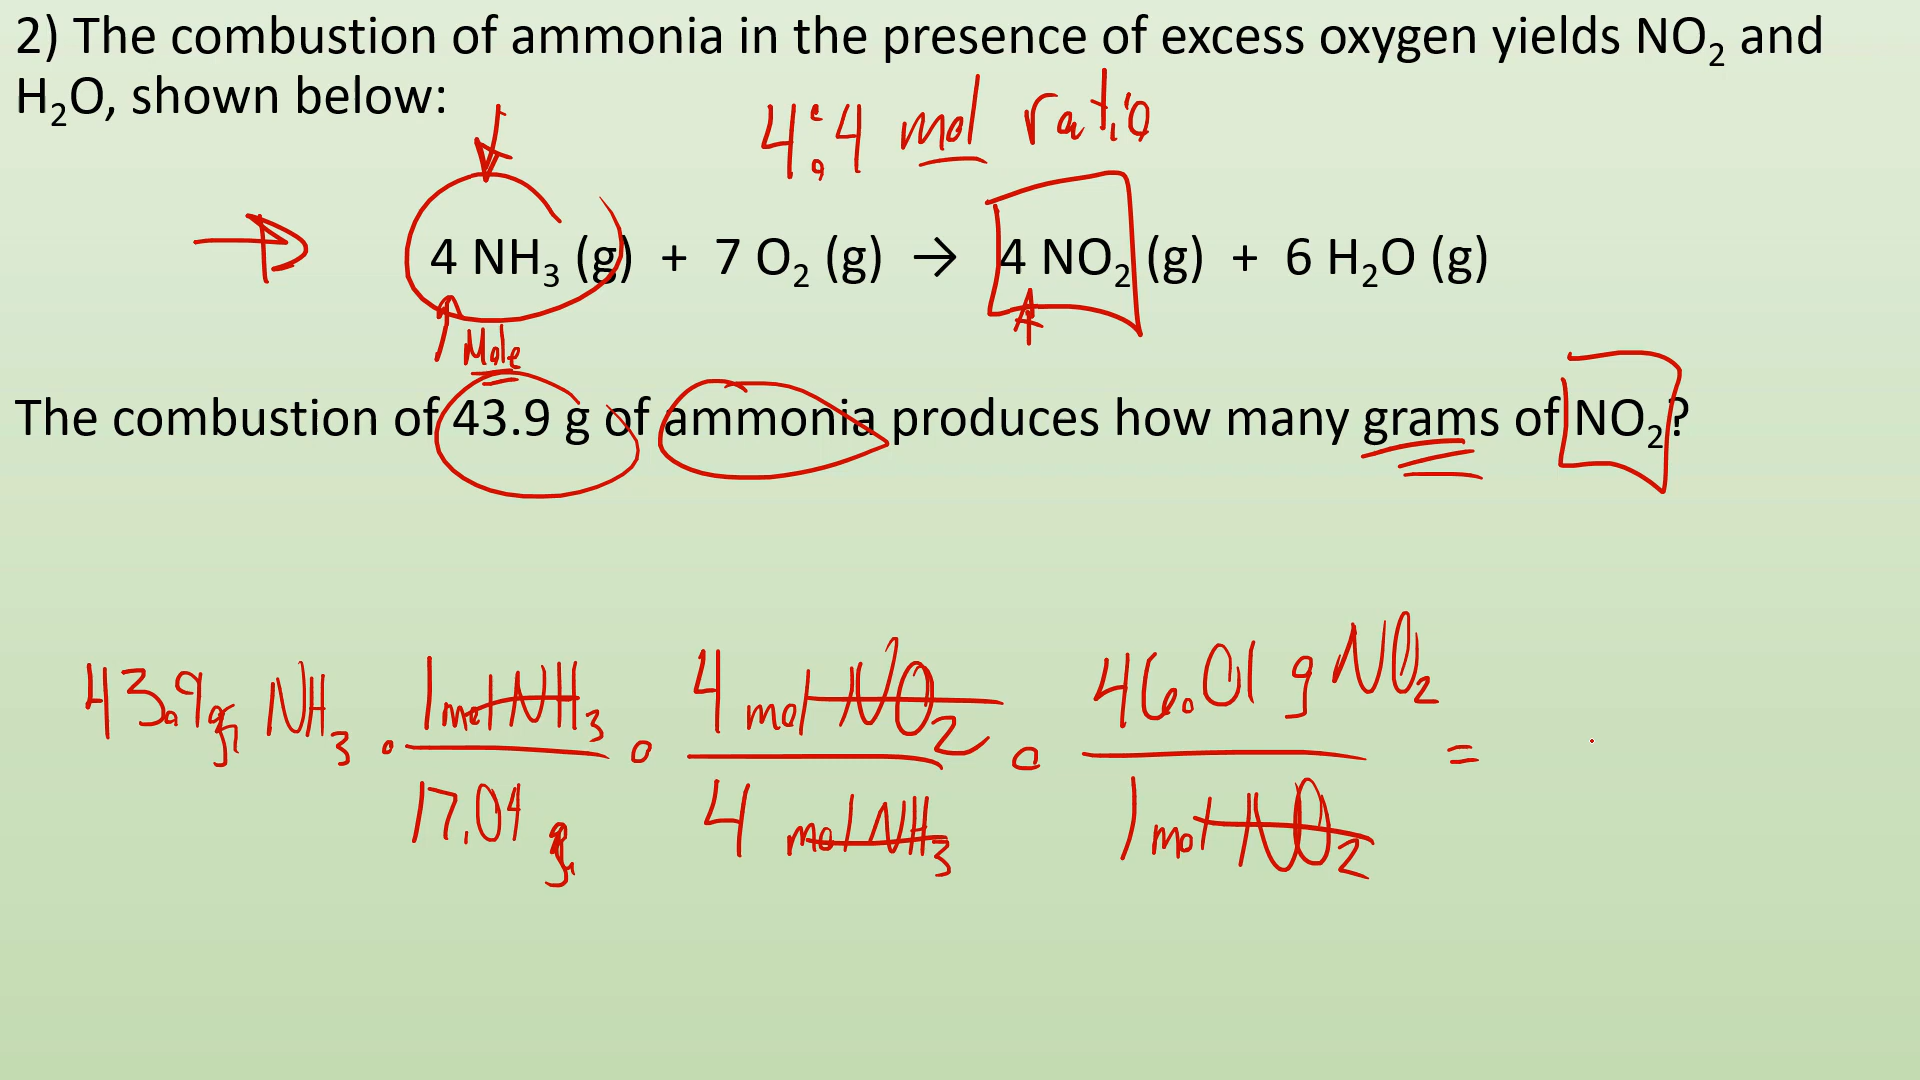 2) The combustion of ammonia in the presence of excess oxygen yields NO₂ and
H₂O, shown below:
4:4 mol ratio
4 NH₃ (g) + 7 O₂ (g) → 4 NO₂ (g) + 6 H₂O (g)
Mole
The combustion of 43.9 g of ammonia produces how many grams of NO₂?
43.9g NH₃ · 1 mol NH₃ · 4 mol NO₂ · 46.01 g NO₂ =
17.04 g 4 mol NH₃ 1 mol NO₂